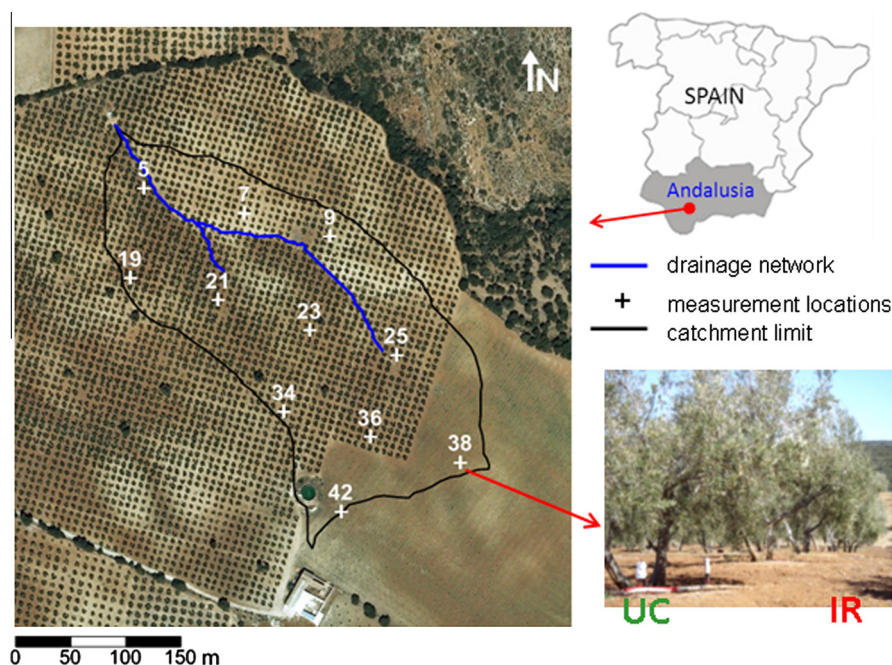 N
5
7
9
19
21
23
25
34
36
38
42
0 50 100 150 m
SPAIN
Andalusia
drainage network
measurement locations
catchment limit
UC IR